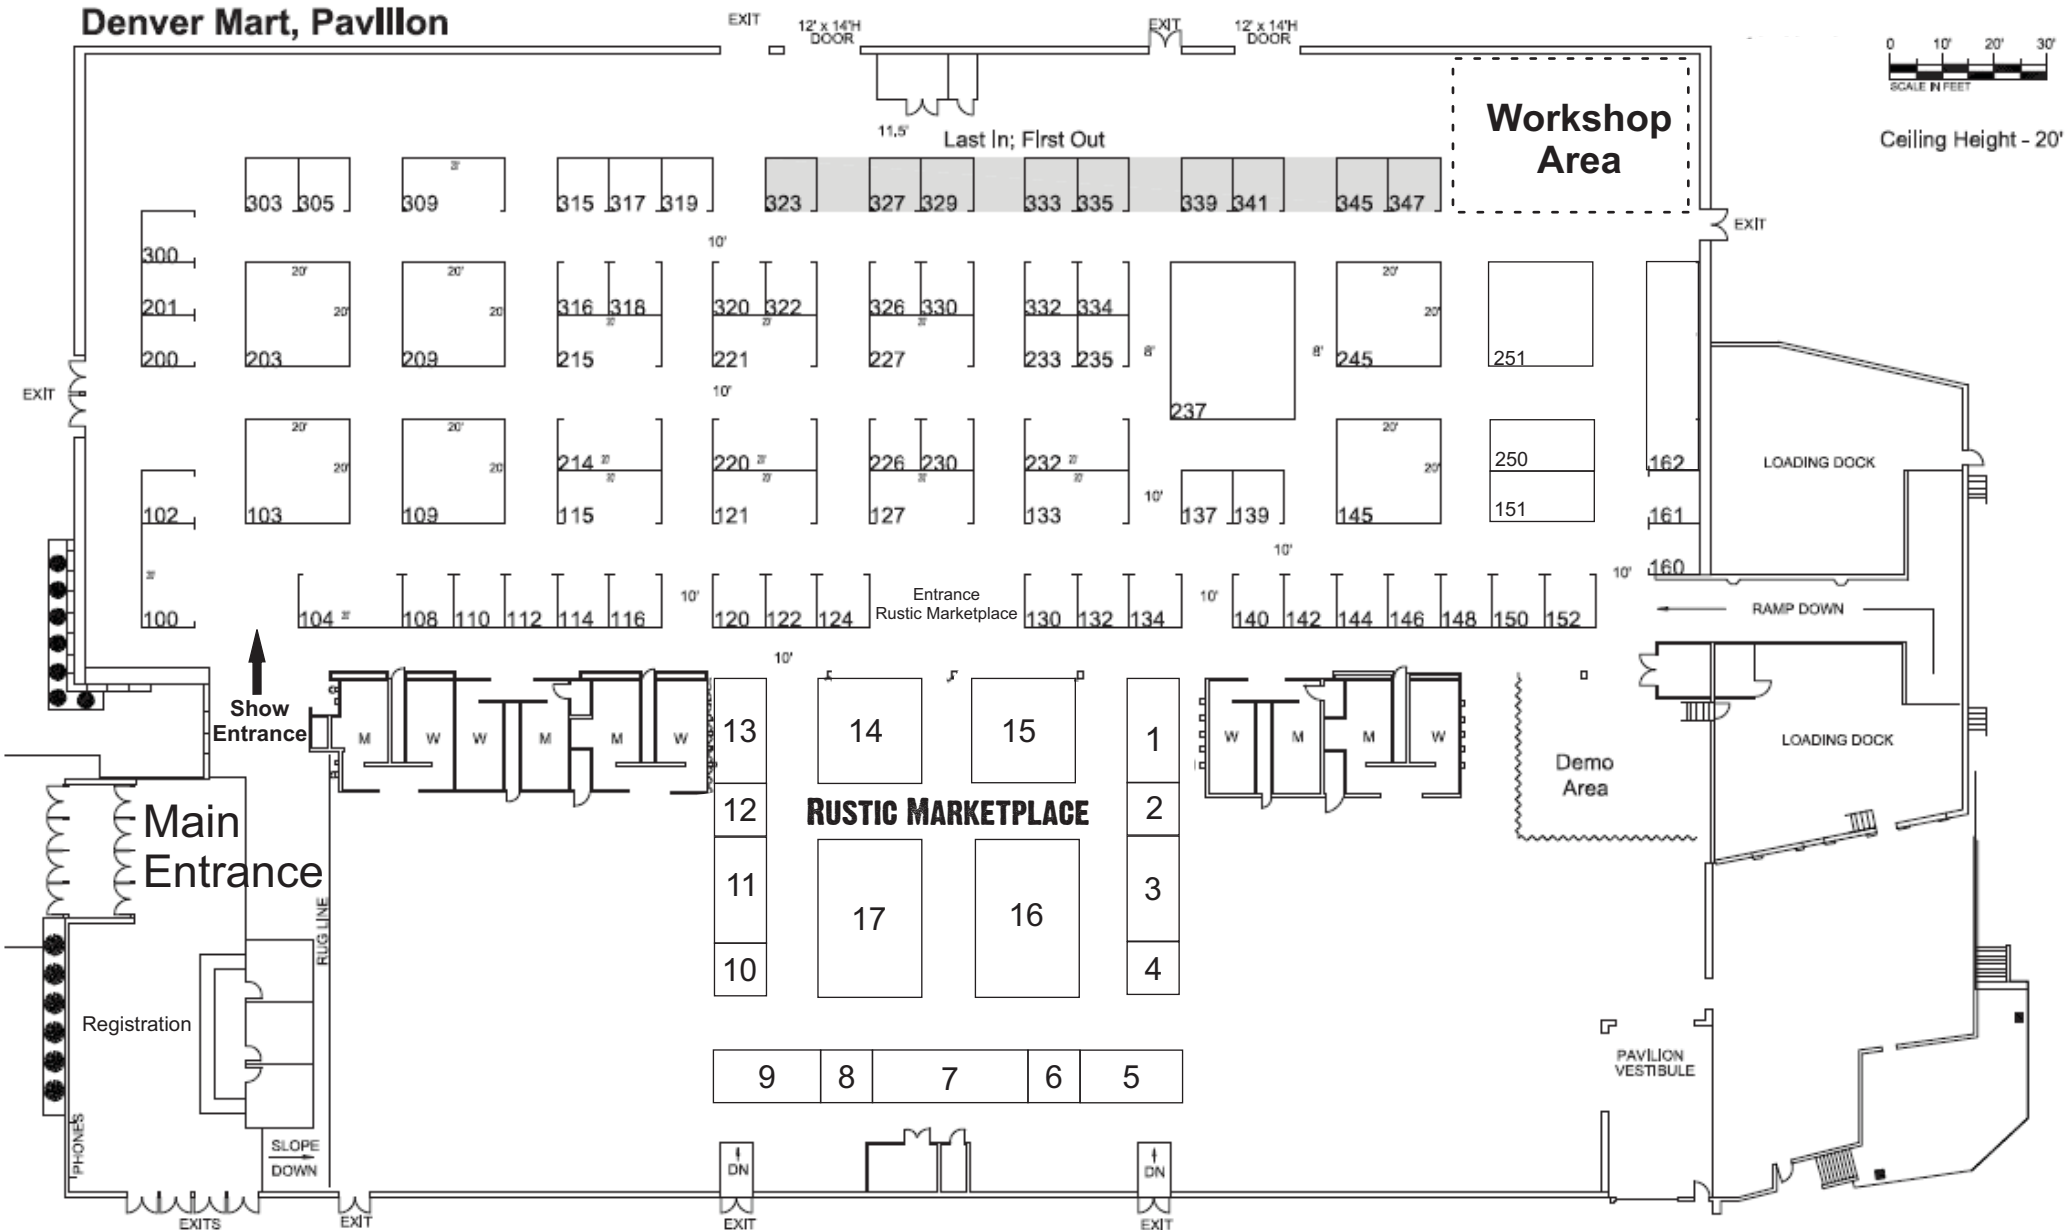 Denver Mart, Pavilion
EXIT
12' x 14'H
DOOR
EXIT
12' x 14'H
DOOR
0 10' 20' 30'
SCALE IN FEET
Ceiling Height - 20'
11.5'
Last In; First Out
Workshop
Area
303 305 309 315 317 319 323 327 329 333 335 339 341 345 347
EXIT
10'
300
20' 20' 20'
201 20' 20' 316 318 320 322 326 330 332 334 20'
200 203 209 215 221 227 233 235 8' 8' 245 251
EXIT
10'
237
20' 20' 20'
20' 20' 214 220 226 230 232 20' 250 162
LOADING DOCK
10'
102 103 109 115 121 127 133 137 139 145 151 161
10'
10' 160
100 104 108 110 112 114 116 10' 120 122 124
Entrance
Rustic Marketplace
130 132 134 10' 140 142 144 146 148 150 152
RAMP DOWN
10'
Show
Entrance
M W W M M W
13 14 15 1
W M M W
Demo
Area
LOADING DOCK
12 RUSTIC MARKETPLACE 2
Main
Entrance
11 17 16 3
RUG LINE
10 4
Registration
9 8 7 6 5
PAVILION
VESTIBULE
PHONES
SLOPE
DOWN
DN
DN
EXITS
EXIT
EXIT
EXIT